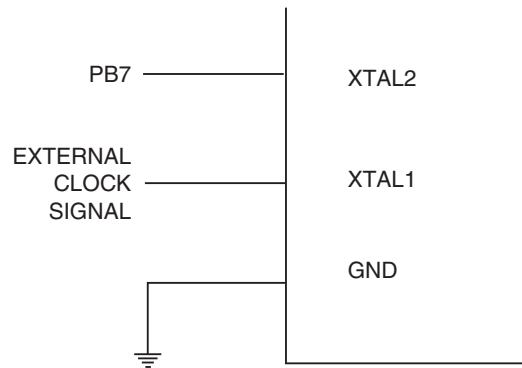 PB7
XTAL2
EXTERNAL
CLOCK
SIGNAL
XTAL1
GND